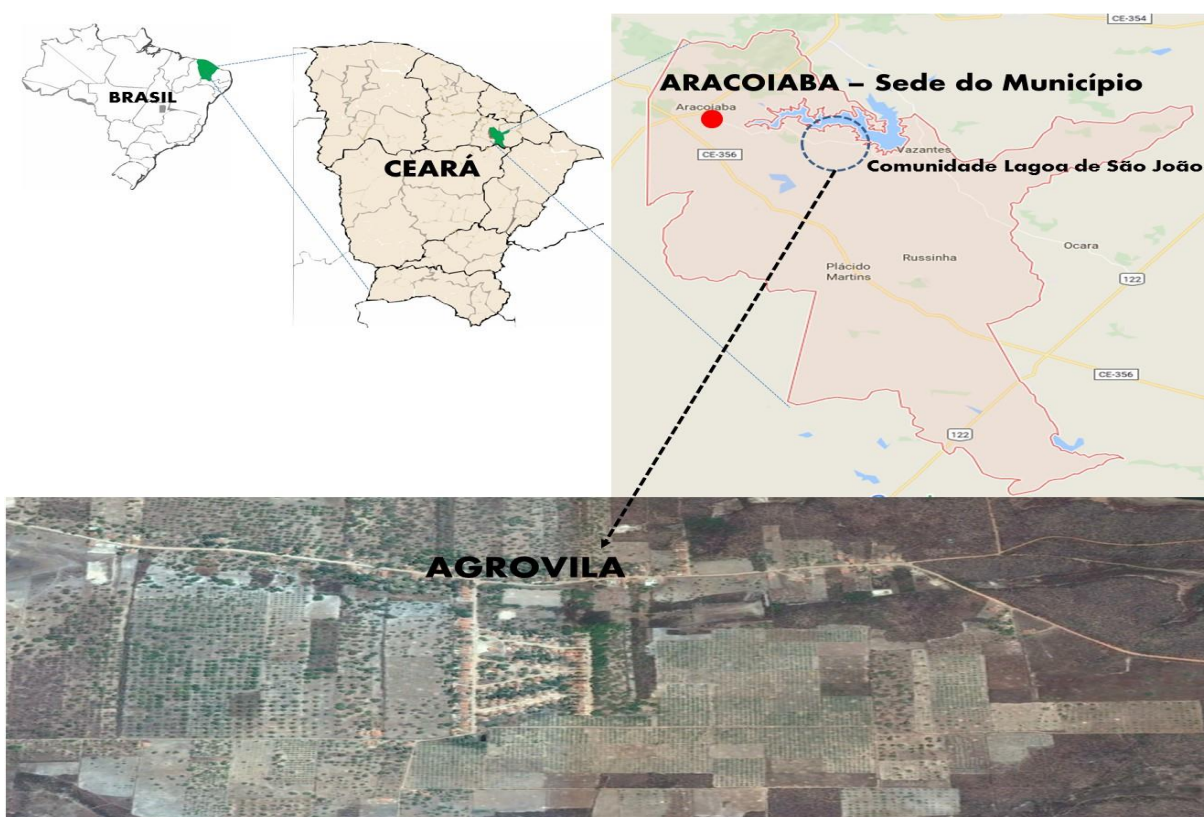 BRASIL
CEARÁ
CE-354
ARACOIABA – Sede do Município
Aracoiaba
CE-356
Vazantes
Comunidade Lagoa de São João
Ocara
Russinha
Plácido
Martins
122
CE-356
122
AGROVILA